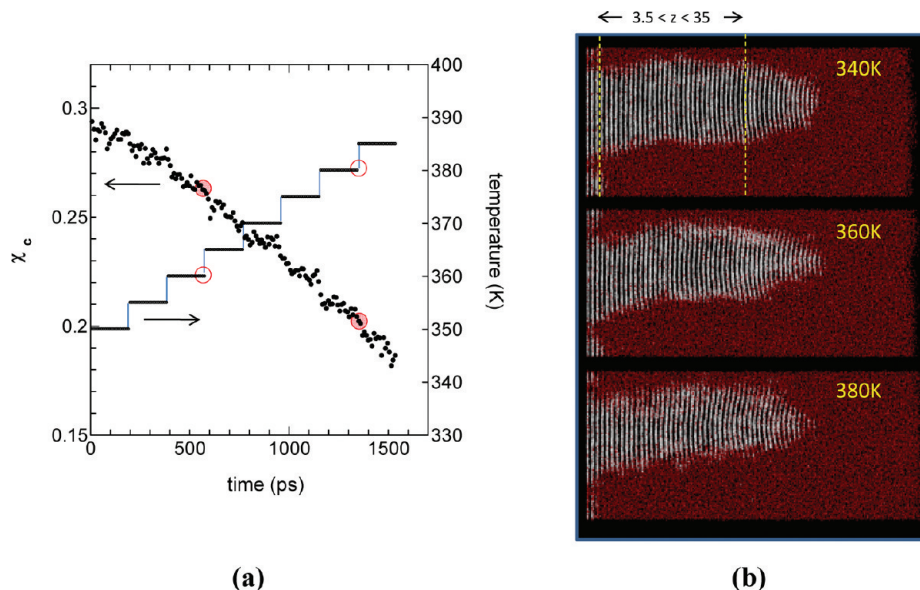 3.5 < z < 35
340K
360K
380K
0.3
0.25
0.2
0.15
χ c
400
390
380
370
360
350
340
330
temperature (K)
0
500
1000
1500
time (ps)
(a)
(b)